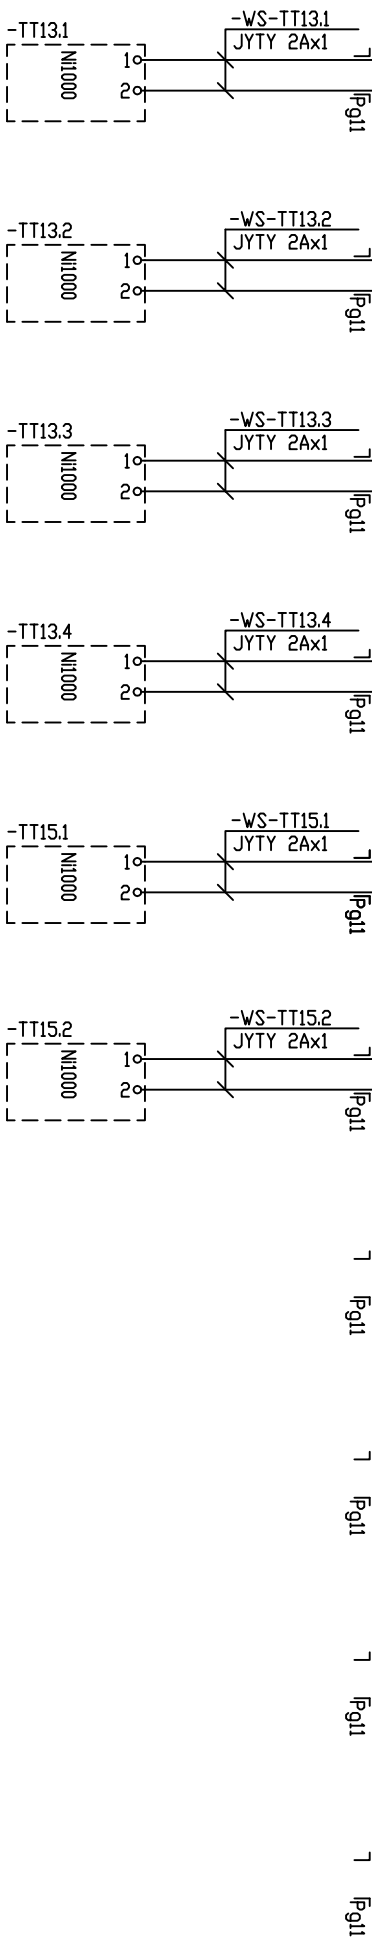 -WS-TT13.1
-TT13.1
JYTY 2Ax1
Ni1000
1
2
Pg11
-WS-TT13.2
-TT13.2
JYTY 2Ax1
Ni1000
1
2
Pg11
-WS-TT13.3
-TT13.3
JYTY 2Ax1
Ni1000
1
2
Pg11
-WS-TT13.4
-TT13.4
JYTY 2Ax1
Ni1000
1
2
Pg11
-WS-TT15.1
-TT15.1
JYTY 2Ax1
Ni1000
1
2
Pg11
-WS-TT15.2
-TT15.2
JYTY 2Ax1
Ni1000
1
2
Pg11
Pg11
Pg11
Pg11
Pg11